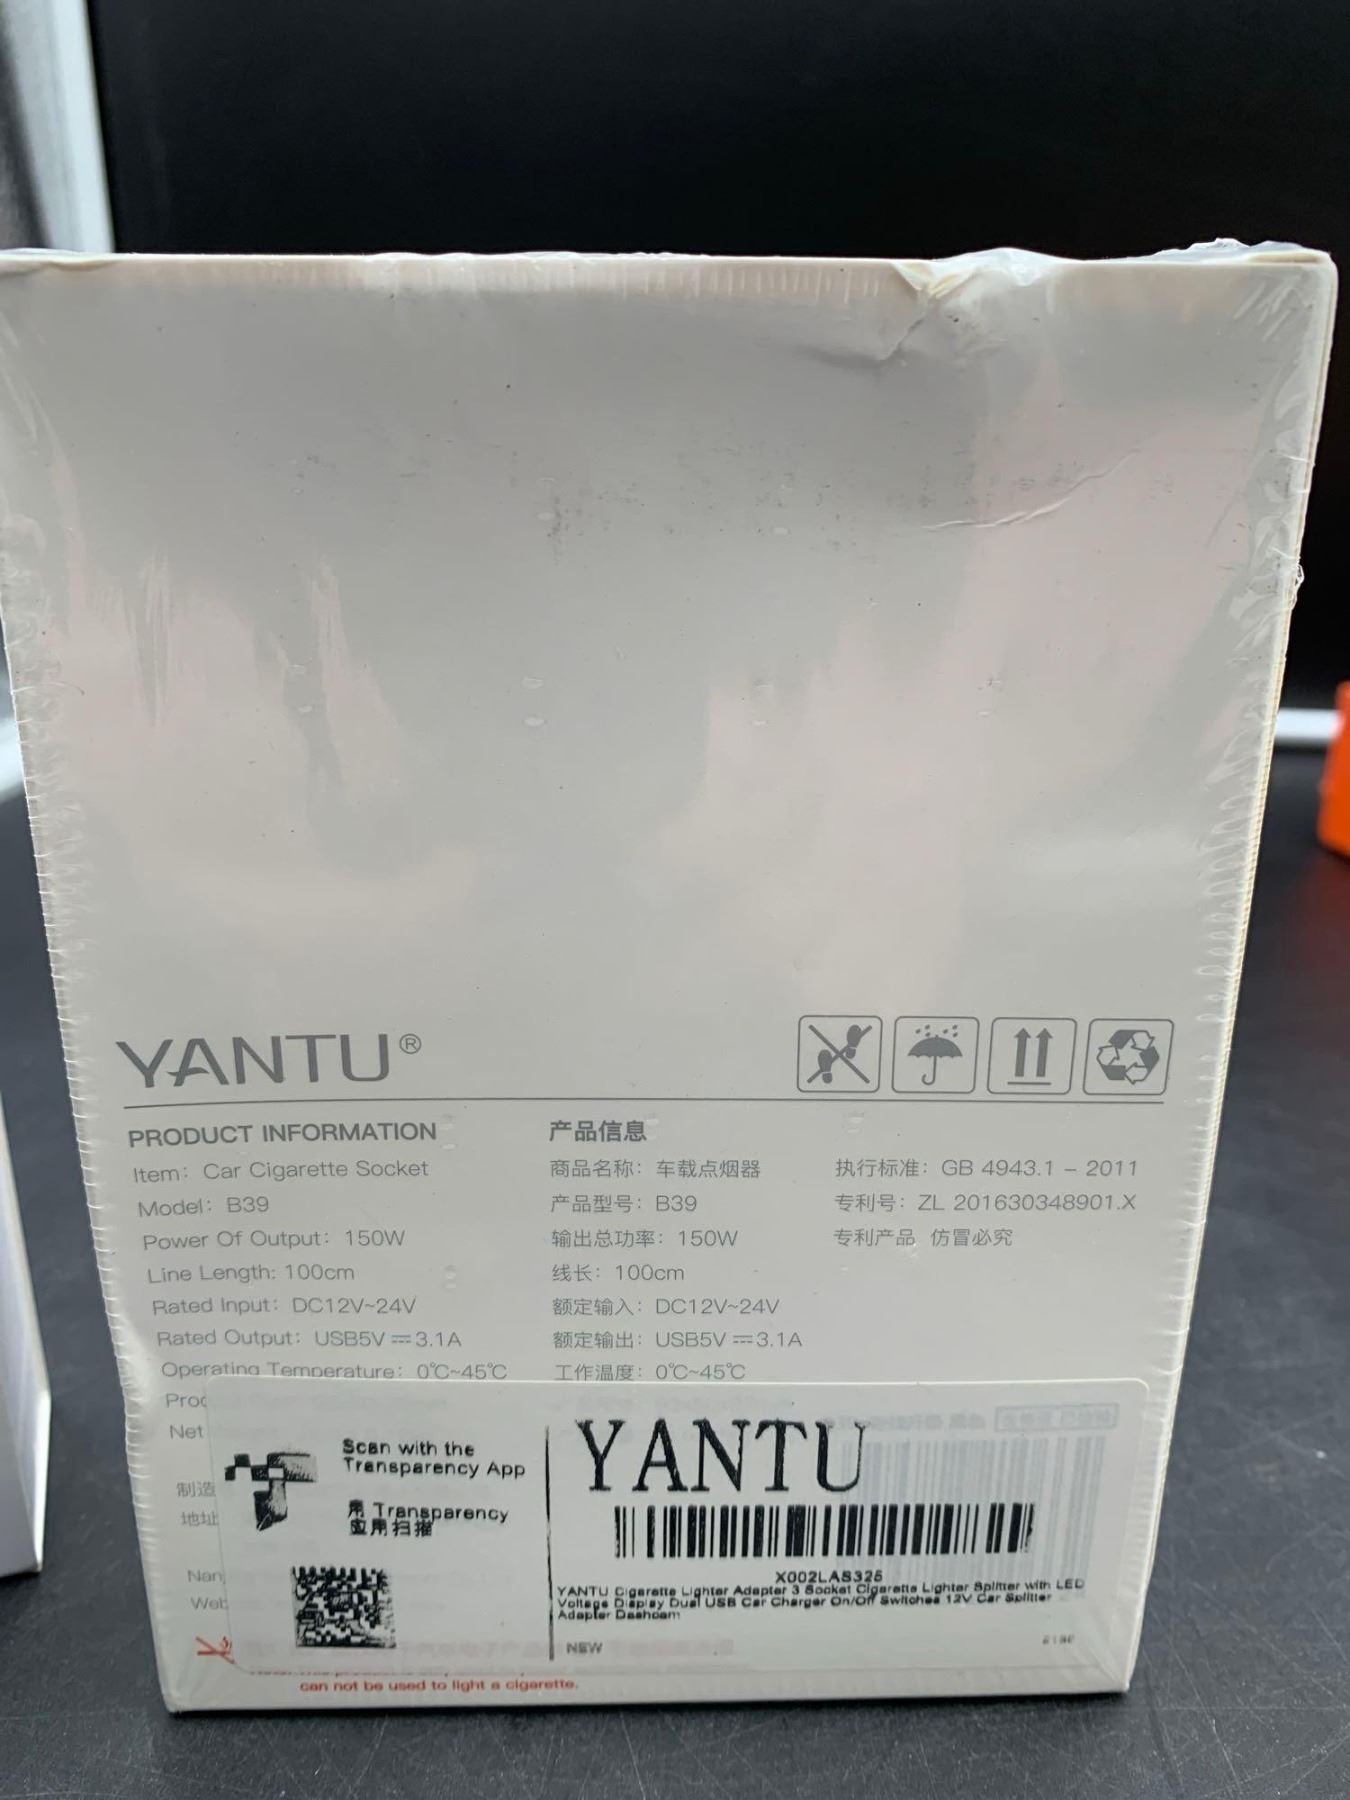 YANTU®
PRODUCT INFORMATION
Item: Car Cigarette Socket
Model: B39
Power Of Output: 150W
Line Length: 100cm
Rated Input: DC12V~24V
Rated Output: USB5V⎓3.1A
Operating Temperature: 0℃~45℃
Net
产品信息
商品名称: 车载点烟器
产品型号: B39
输出总功率: 150W
线长: 100cm
额定输入: DC12V~24V
额定输出: USB5V⎓3.1A
工作温度: 0℃~45℃
执行标准: GB 4943.1 – 2011
专利号: ZL 201630348901.X
专利产品 仿冒必究
制造
地址
Scan with the
Transparency App
用 Transparency
应用扫描
YANTU
X002LAS325
YANTU Cigarette Lighter Adapter 3 Socket Cigarette Lighter Splitter with LED
Voltage Display Dual USB Car Charger On/Off Switches 12V Car Splitter
Adapter Dashcam
NEW
can not be used to light a cigarette.